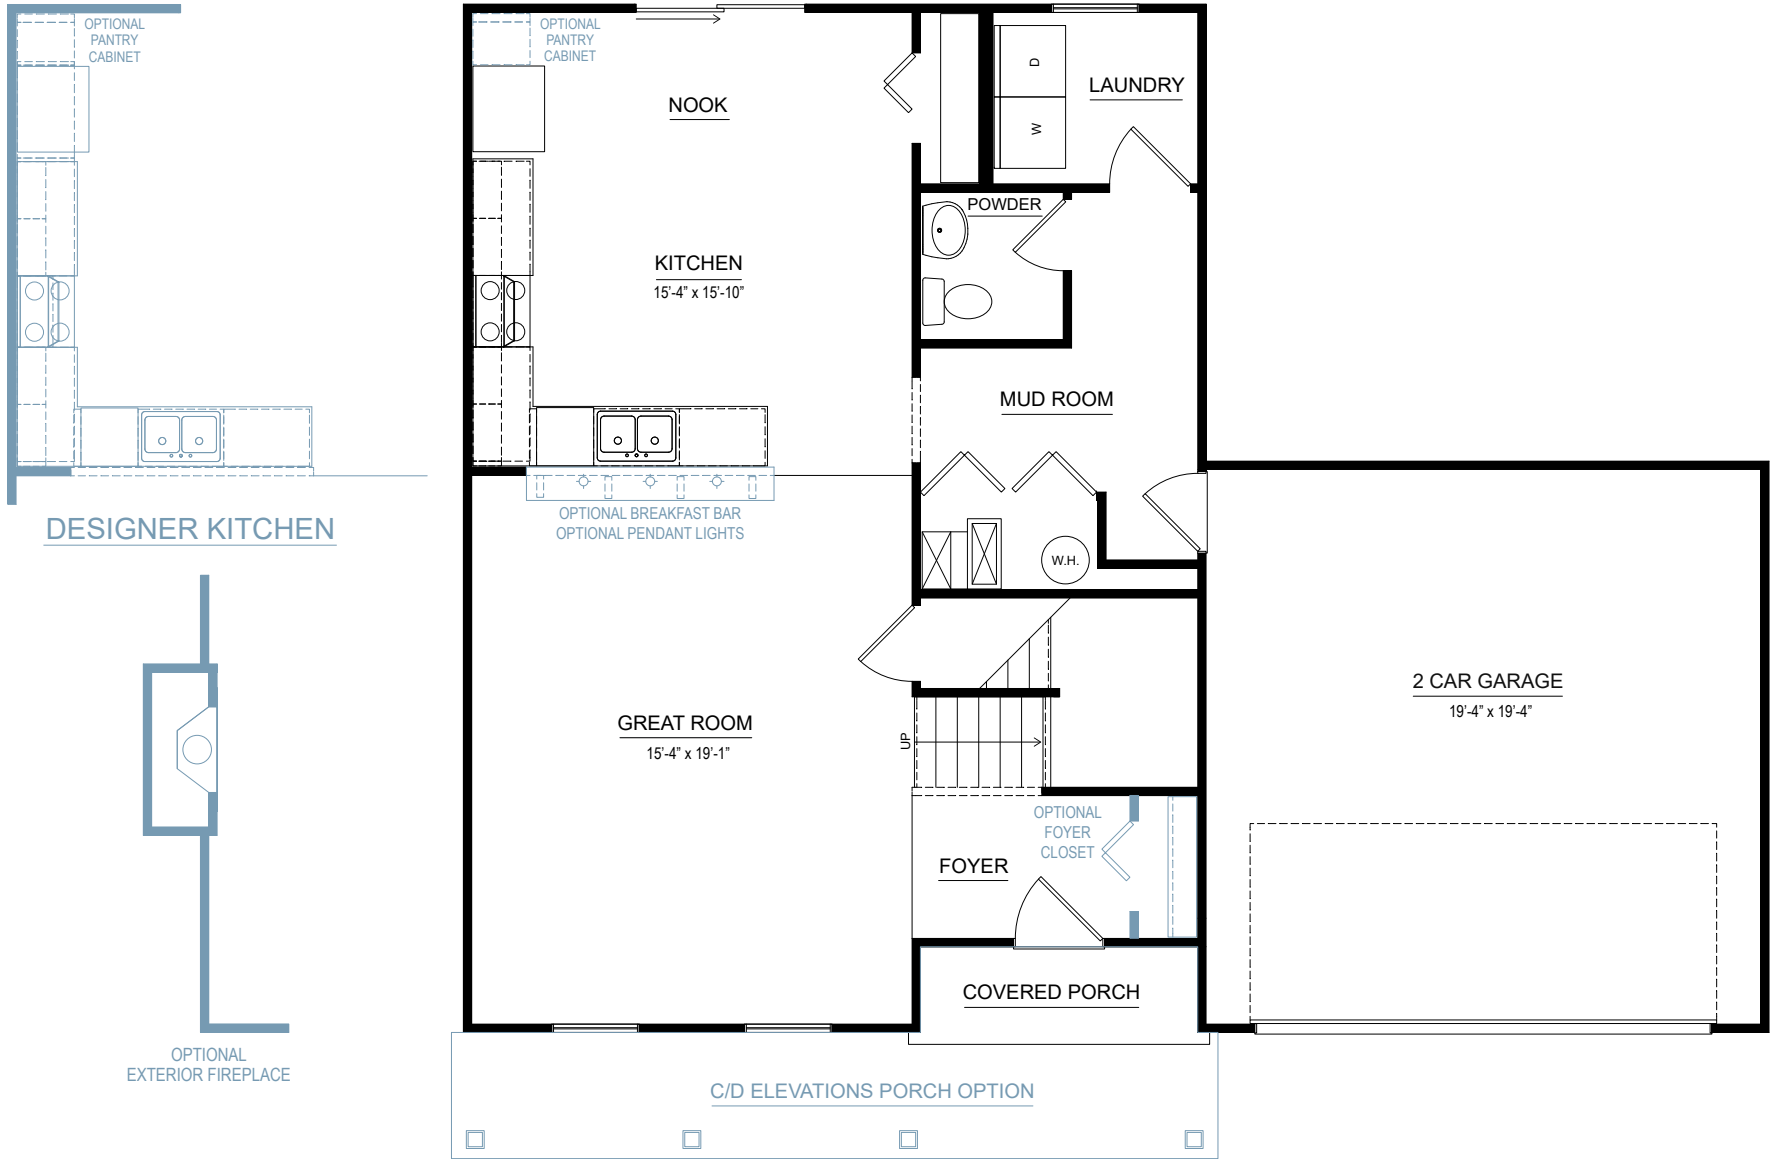 OPTIONAL
PANTRY
CABINET
DESIGNER KITCHEN
OPTIONAL
EXTERIOR FIREPLACE
OPTIONAL
PANTRY
CABINET
NOOK
KITCHEN
15'-4” x 15'-10”
D
W
LAUNDRY
POWDER
MUD ROOM
W.H.
OPTIONAL BREAKFAST BAR
OPTIONAL PENDANT LIGHTS
GREAT ROOM
15'-4” x 19'-1”
UP
OPTIONAL
FOYER
CLOSET
FOYER
COVERED PORCH
2 CAR GARAGE
19'-4” x 19'-4”
C/D ELEVATIONS PORCH OPTION